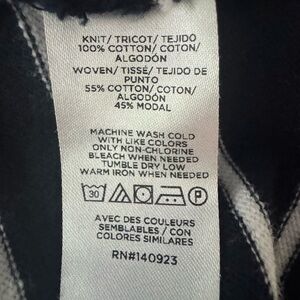 KNIT/ TRICOT/ TEJIDO
100% COTTON/ COTON/
ALGODÓN
WOVEN/ TISSÉ/ TEJIDO DE
PUNTO
55% COTTON/ COTON/
ALGODÓN
45% MODAL
MACHINE WASH COLD
WITH LIKE COLORS
ONLY NON-CHLORINE
BLEACH WHEN NEEDED
TUMBLE DRY LOW
WARM IRON WHEN NEEDED
30 P
AVEC DES COULEURS
SEMBLABLES / CON
COLORES SIMILARES
RN#140923